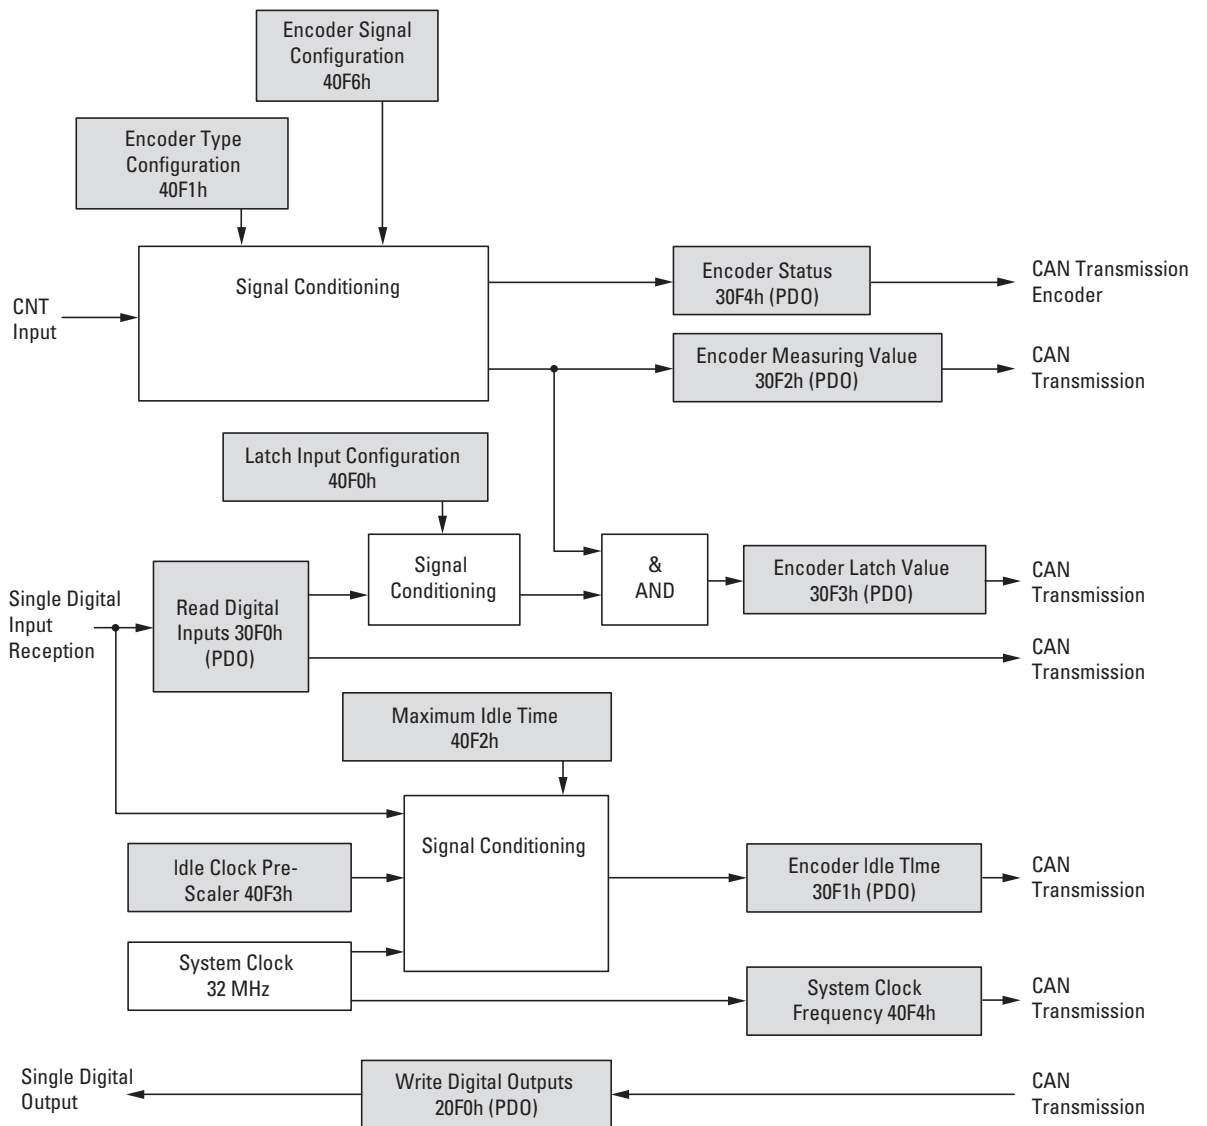 Encoder Signal
Configuration
40F6h
Encoder Type
Configuration
40F1h
Signal Conditioning
CNT
Input
Encoder Status
30F4h (PDO)
CAN Transmission
Encoder
Encoder Measuring Value
30F2h (PDO)
CAN
Transmission
Latch Input Configuration
40F0h
Signal
Conditioning
&
AND
Encoder Latch Value
30F3h (PDO)
CAN
Transmission
Single Digital
Input
Reception
Read Digital
Inputs 30F0h
(PDO)
CAN
Transmission
Maximum Idle Time
40F2h
Signal Conditioning
Idle Clock Pre-
Scaler 40F3h
Encoder Idle TIme
30F1h (PDO)
CAN
Transmission
System Clock
32 MHz
System Clock
Frequency 40F4h
CAN
Transmission
Single Digital
Output
Write Digital Outputs
20F0h (PDO)
CAN
Transmission